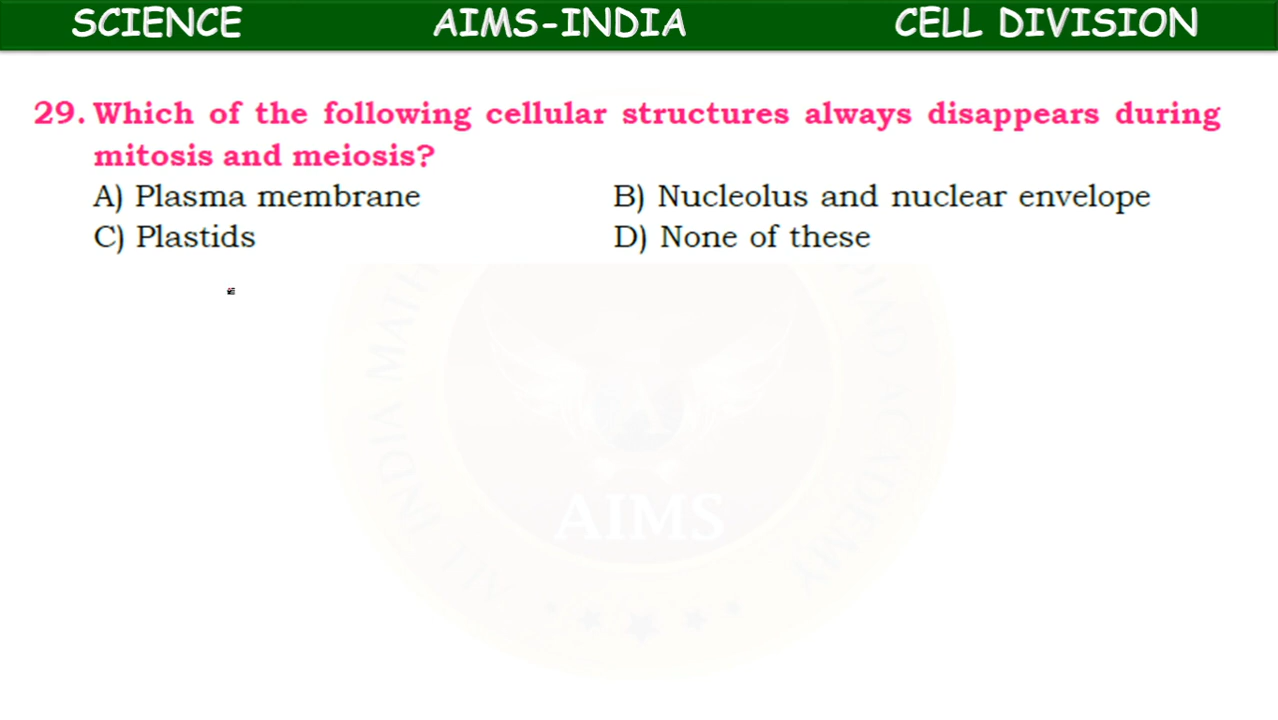 SCIENCE AIMS-INDIA CELL DIVISION
29. Which of the following cellular structures always disappears during
mitosis and meiosis?
A) Plasma membrane B) Nucleolus and nuclear envelope
C) Plastids D) None of these
AIMS